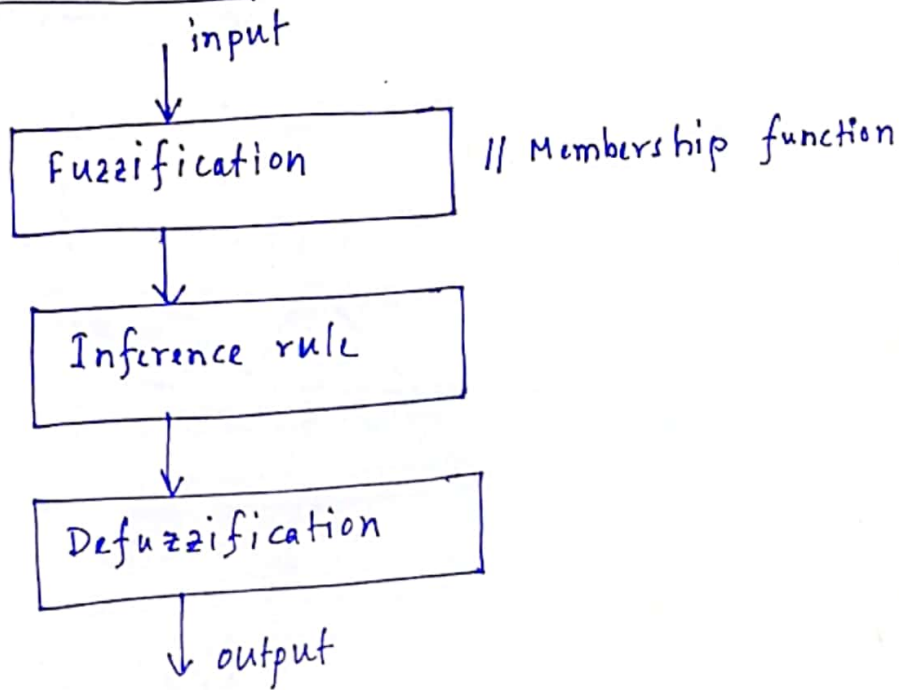 input
Fuzzification // Membership function
Inference rule
Defuzzification
output